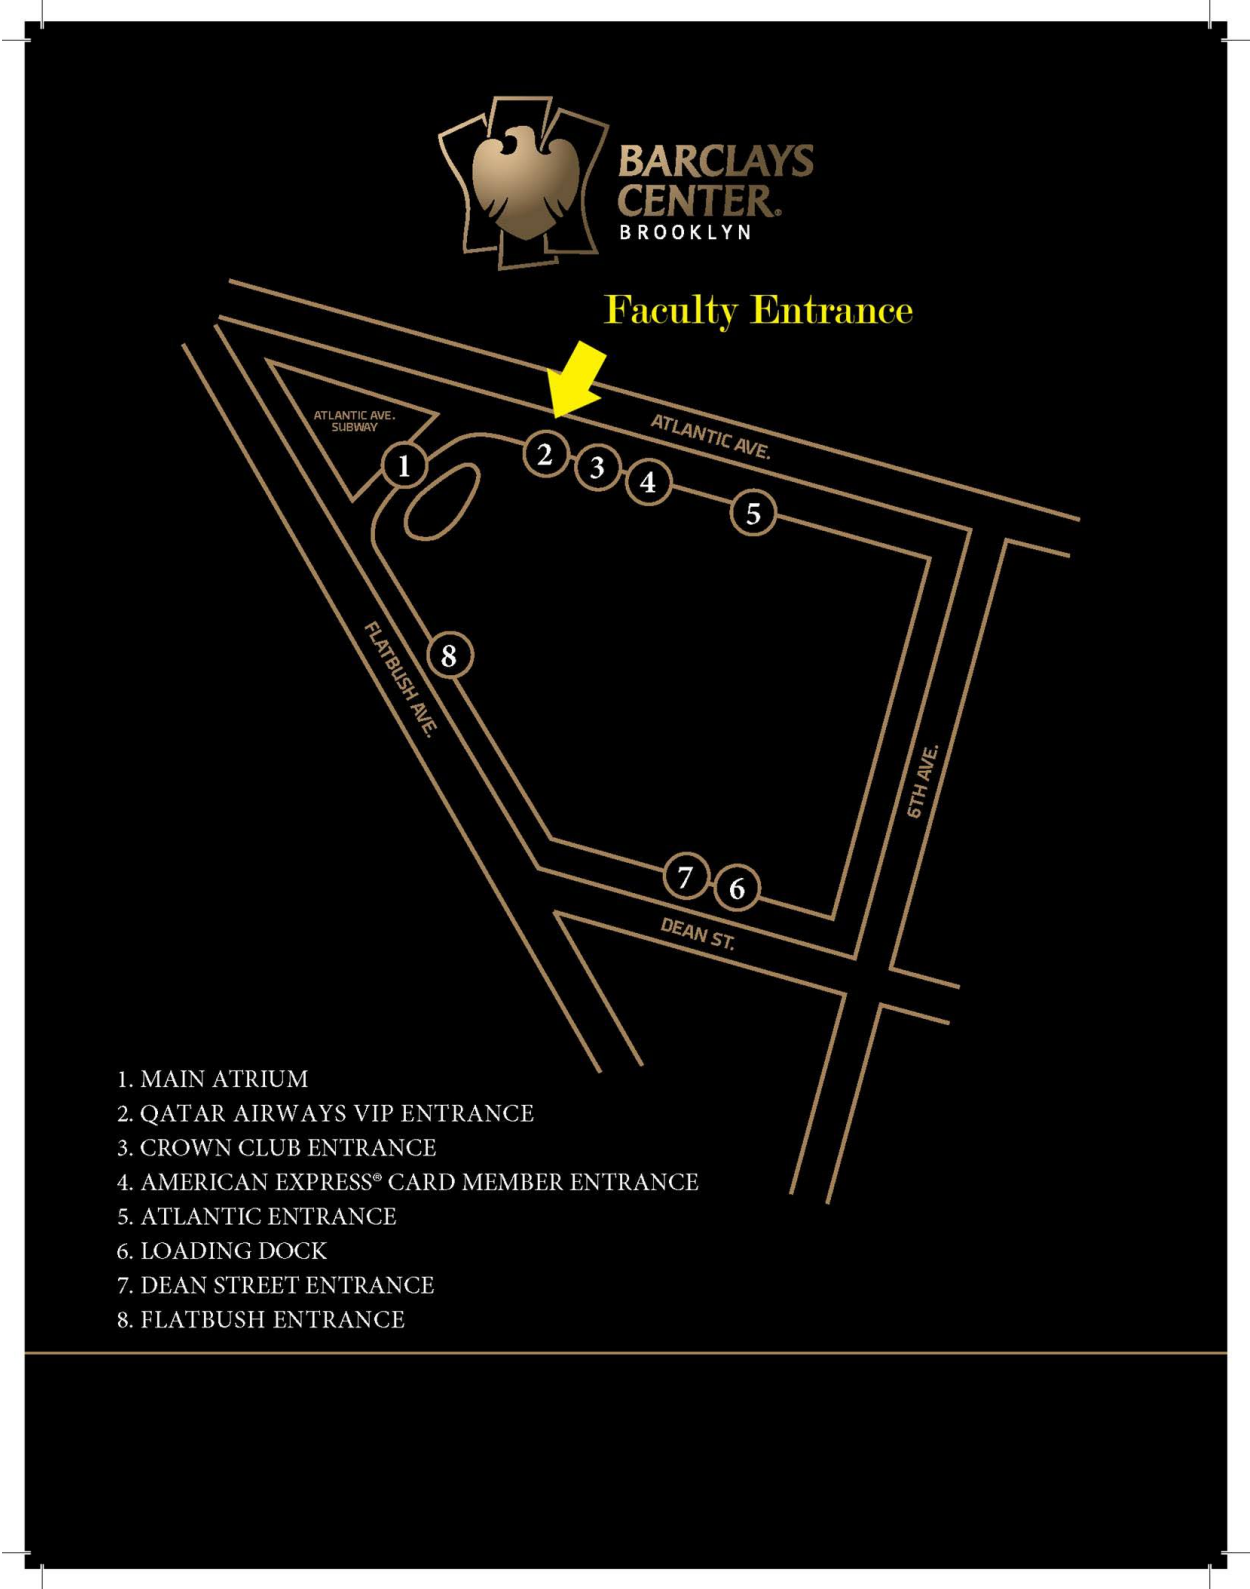 BARCLAYS
CENTER®
BROOKLYN
Faculty Entrance
ATLANTIC AVE.
SUBWAY
ATLANTIC AVE.
1
2
3
4
5
8
FLATBUSH AVE.
6TH AVE.
7
6
DEAN ST.
1. MAIN ATRIUM
2. QATAR AIRWAYS VIP ENTRANCE
3. CROWN CLUB ENTRANCE
4. AMERICAN EXPRESS® CARD MEMBER ENTRANCE
5. ATLANTIC ENTRANCE
6. LOADING DOCK
7. DEAN STREET ENTRANCE
8. FLATBUSH ENTRANCE